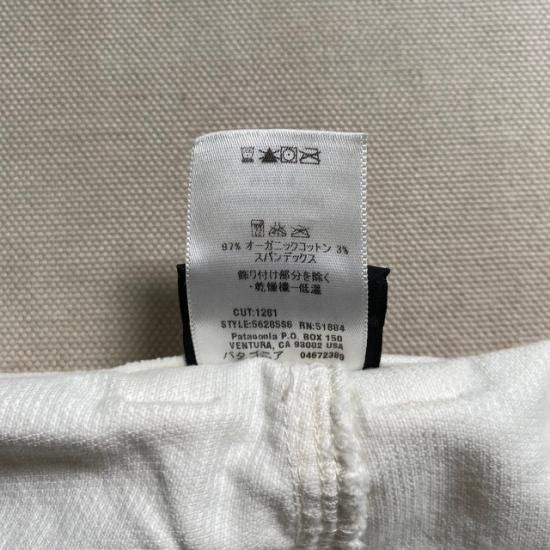 97% オーガニックコットン 3%
スパンデックス
飾り付け部分を除く
・乾燥機一低温
CUT:1261
STYLE:56285S6 RN:51884
Patagonia P.O. BOX 150
VENTURA, CA 93002 USA
パタゴニア 04672389